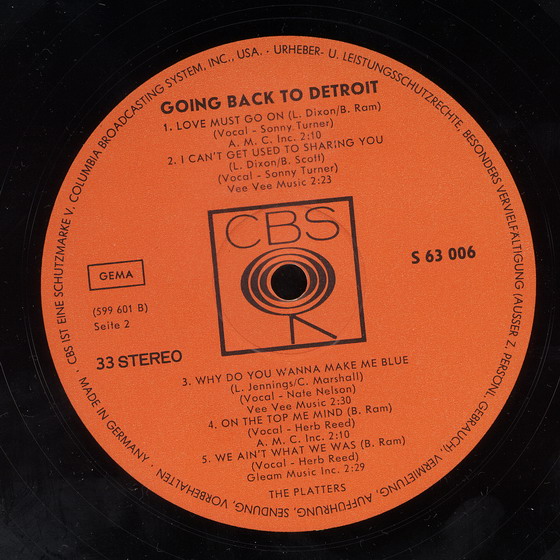 GOING BACK TO DETROIT
1. LOVE MUST GO ON (L. Dixon/B. Ram)
(Vocal - Sonny Turner)
A. M. C. Inc. 2:10
2. I CAN'T GET USED TO SHARING YOU
(L. Dixon/B. Scott)
(Vocal - Sonny Turner)
Vee Vee Music 2:23
CBS
S 63 006
GEMA
(599 601 B)
Seite 2
33 STEREO
3. WHY DO YOU WANNA MAKE ME BLUE
(L. Jennings/C. Marshall)
(Vocal - Nate Nelson)
Vee Vee Music 2:30
4. ON THE TOP ME MIND (B. Ram)
(Vocal - Herb Reed)
A. M. C. Inc. 2:10
5. WE AIN'T WHAT WE WAS (B. Ram)
(Vocal - Herb Reed)
Gleam Music Inc. 2:29
THE PLATTERS
· CBS IST EINE SCHUTZMARKE V. COLUMBIA BROADCASTING SYSTEM, INC., USA. · URHEBER- U. LEISTUNGSSCHUTZRECHTE, BESONDERS VERVIELFÄLTIGUNG (AUSSER Z. PERSONL. GEBRAUCH), VERMIETUNG, AUFFÜHRUNG, SENDUNG, VORBEHALTEN · MADE IN GERMANY